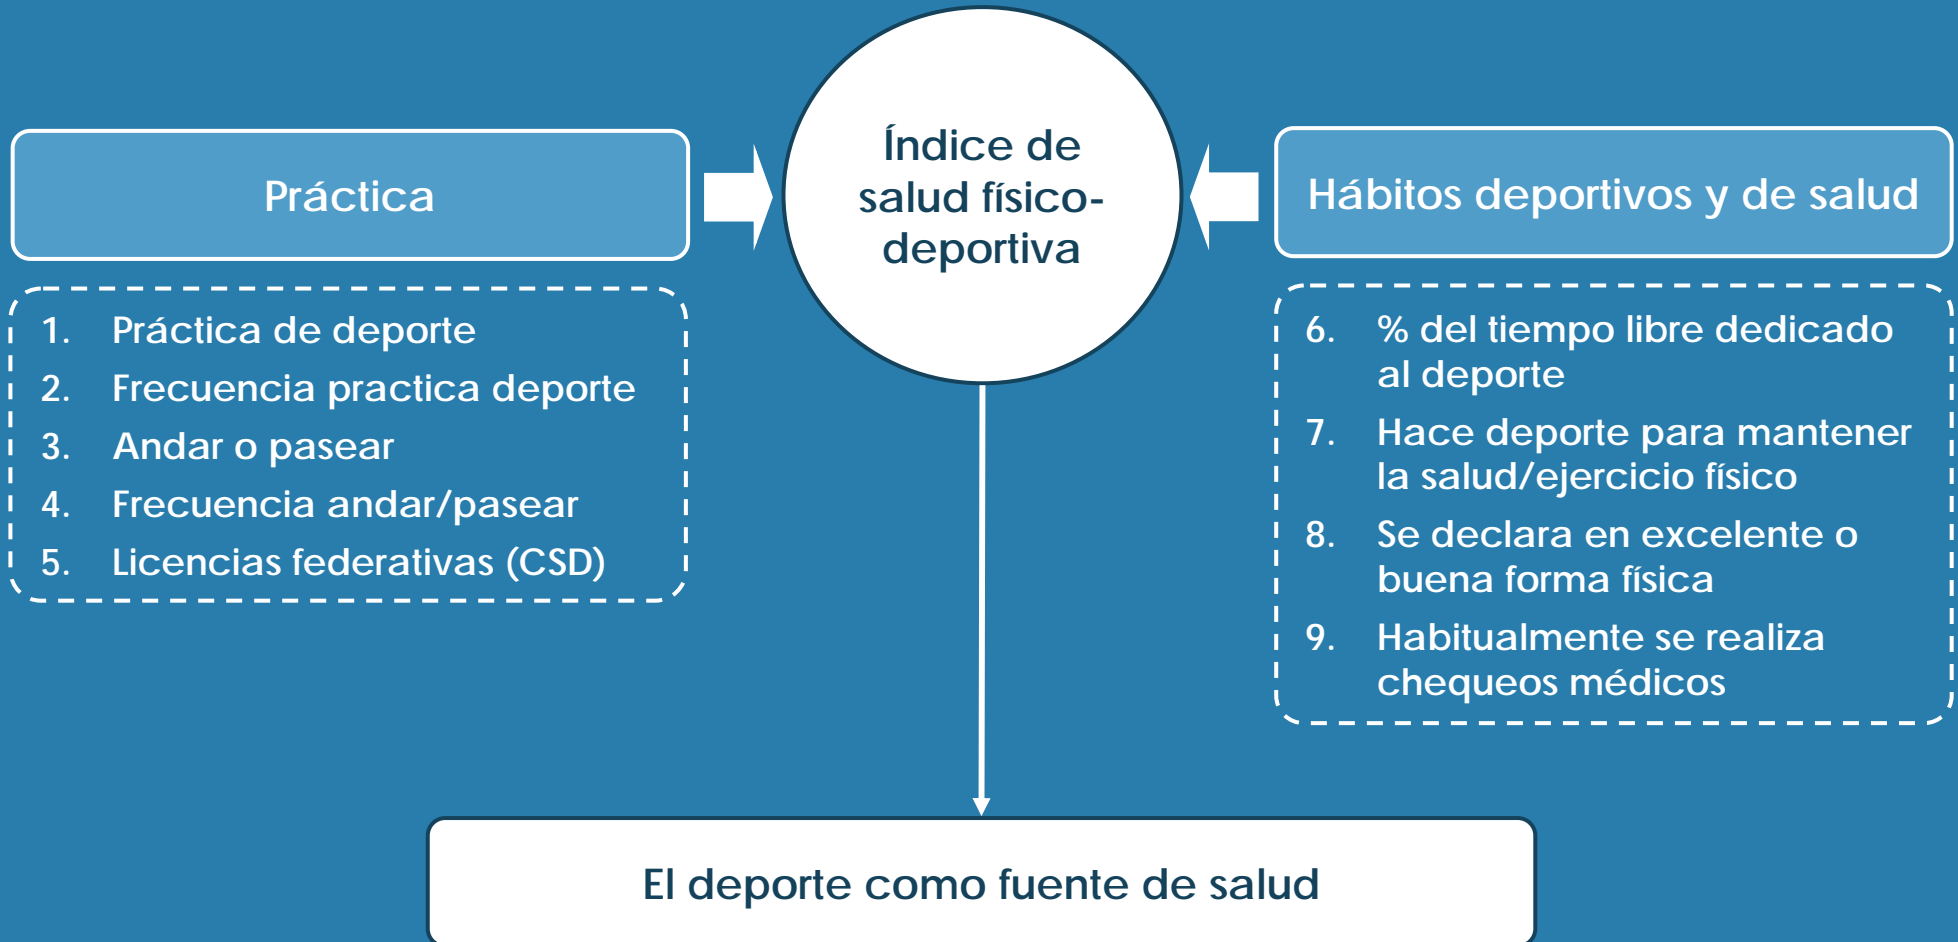 Práctica
1. Práctica de deporte
2. Frecuencia practica deporte
3. Andar o pasear
4. Frecuencia andar/pasear
5. Licencias federativas (CSD)
Índice de
salud físico-
deportiva
Hábitos deportivos y de salud
6. % del tiempo libre dedicado
al deporte
7. Hace deporte para mantener
la salud/ejercicio físico
8. Se declara en excelente o
buena forma física
9. Habitualmente se realiza
chequeos médicos
El deporte como fuente de salud